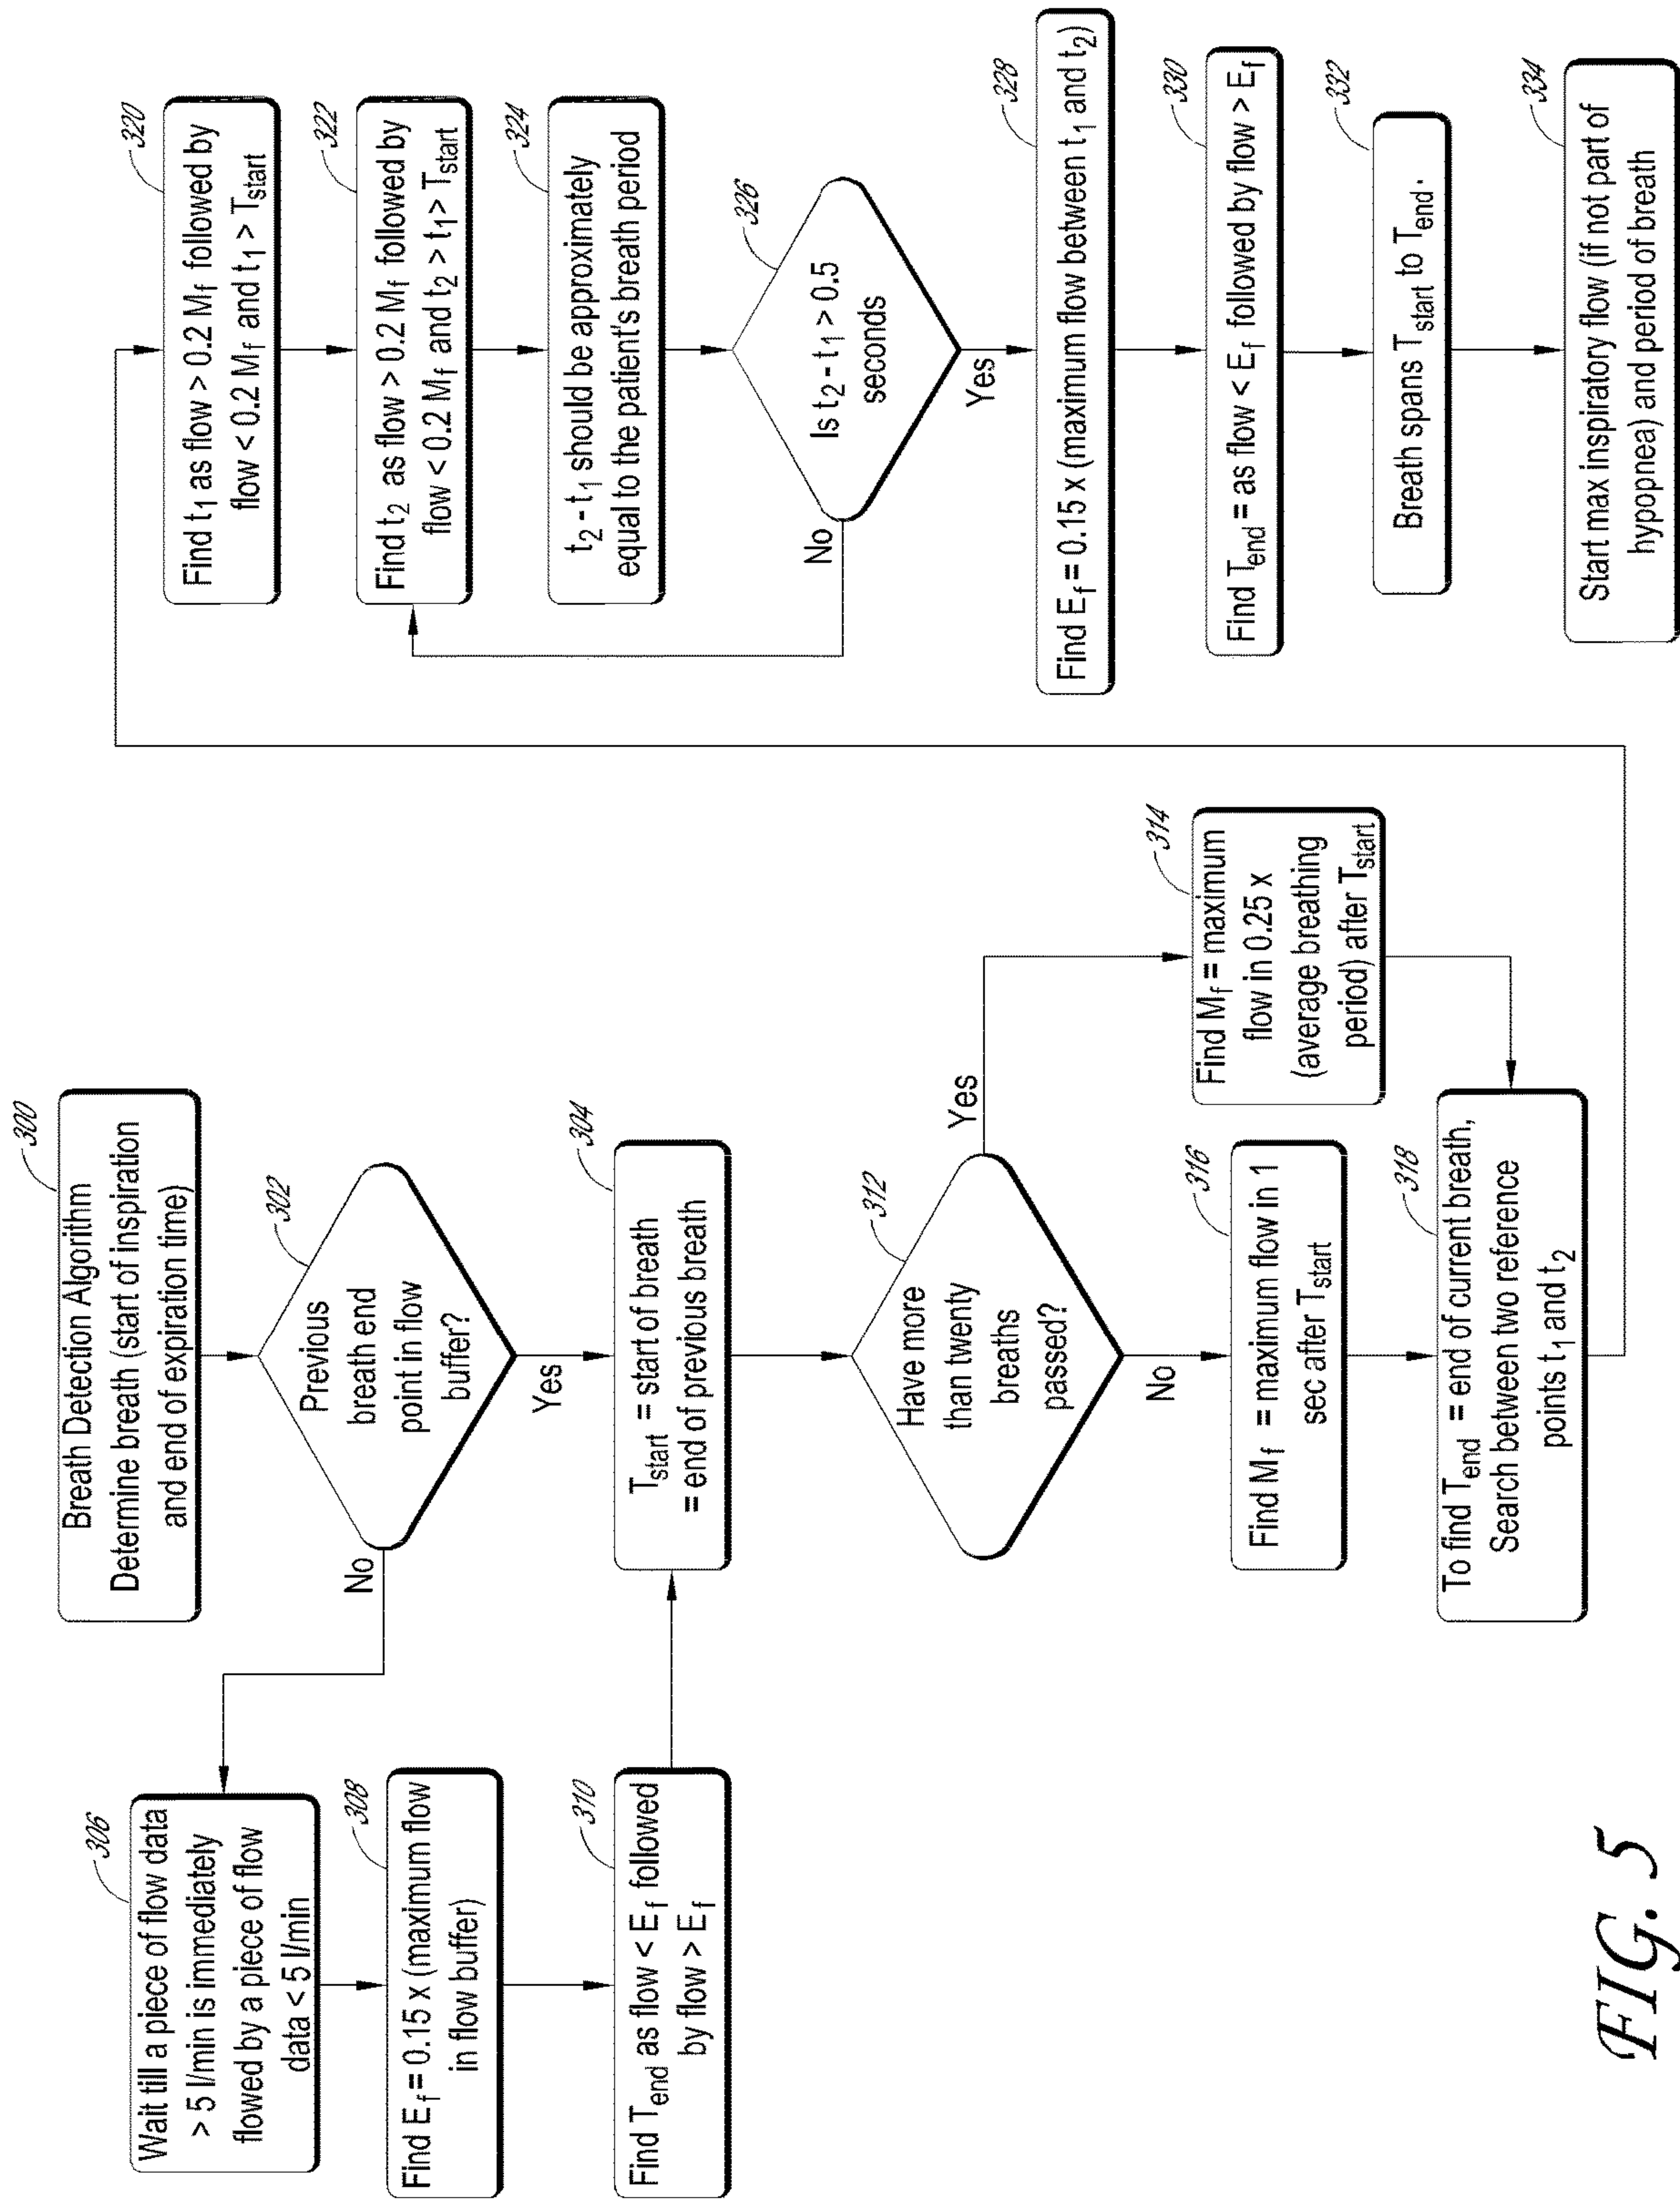 300
Breath Detection Algorithm
Determine breath (start of inspiration
and end of expiration time)
302
Previous
breath end
point in flow
buffer?
No
Yes
306
Wait till a piece of flow data
> 5 l/min is immediately
flowed by a piece of flow
data < 5 l/min
308
Find Ef = 0.15 x (maximum flow
in flow buffer)
310
Find Tend as flow < Ef followed
by flow > Ef
304
Tstart = start of breath
= end of previous breath
312
Have more
than twenty
breaths
passed?
Yes
No
314
Find Mf = maximum
flow in 0.25 x
(average breathing
period) after Tstart
316
Find Mf = maximum flow in 1
sec after Tstart
318
To find Tend = end of current breath,
Search between two reference
points t1 and t2
320
Find t1 as flow > 0.2 Mf followed by
flow < 0.2 Mf and t1 > Tstart
322
Find t2 as flow > 0.2 Mf followed by
flow < 0.2 Mf and t2 > t1 > Tstart
324
t2 - t1 should be approximately
equal to the patient's breath period
326
Is t2 - t1 > 0.5
seconds
No
Yes
328
Find Ef = 0.15 x (maximum flow between t1 and t2)
330
Find Tend = as flow < Ef followed by flow > Ef
332
Breath spans Tstart to Tend.
334
Start max inspiratory flow (if not part of
hypopnea) and period of breath
FIG. 5